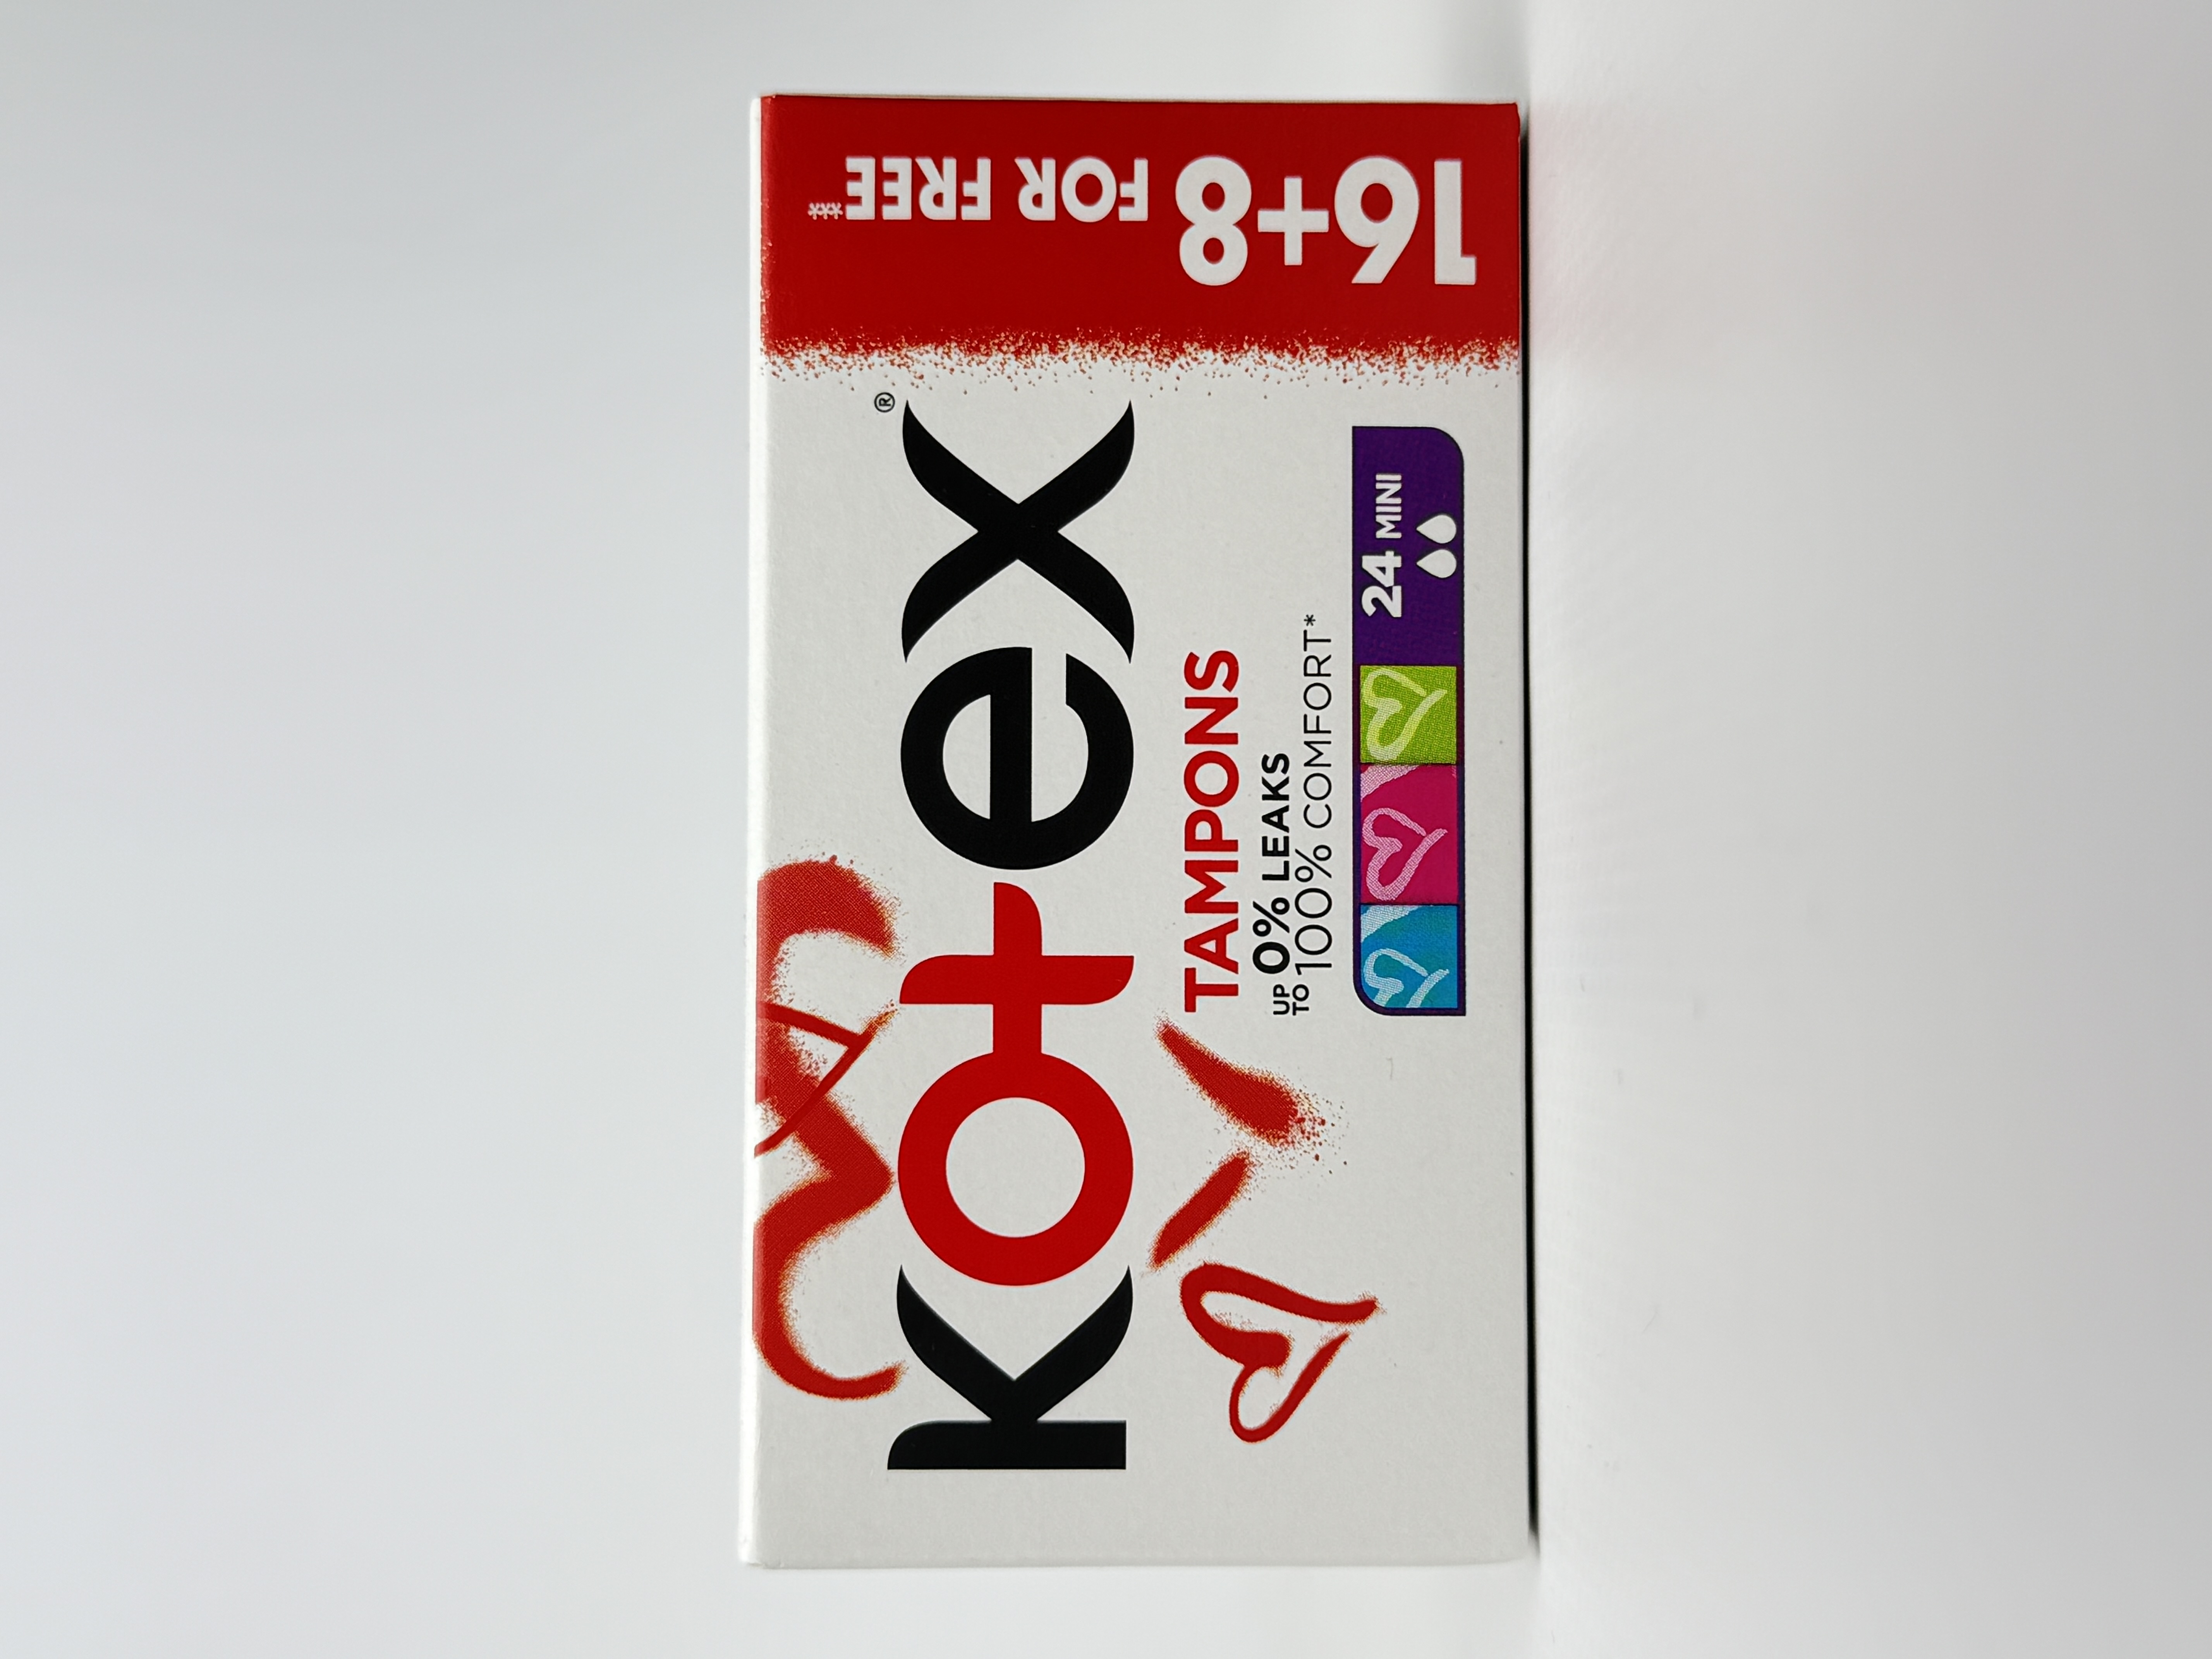 kotex®
TAMPONS
UP TO 0% LEAKS
100% COMFORT*
24 MINI
16+8 FOR FREE***